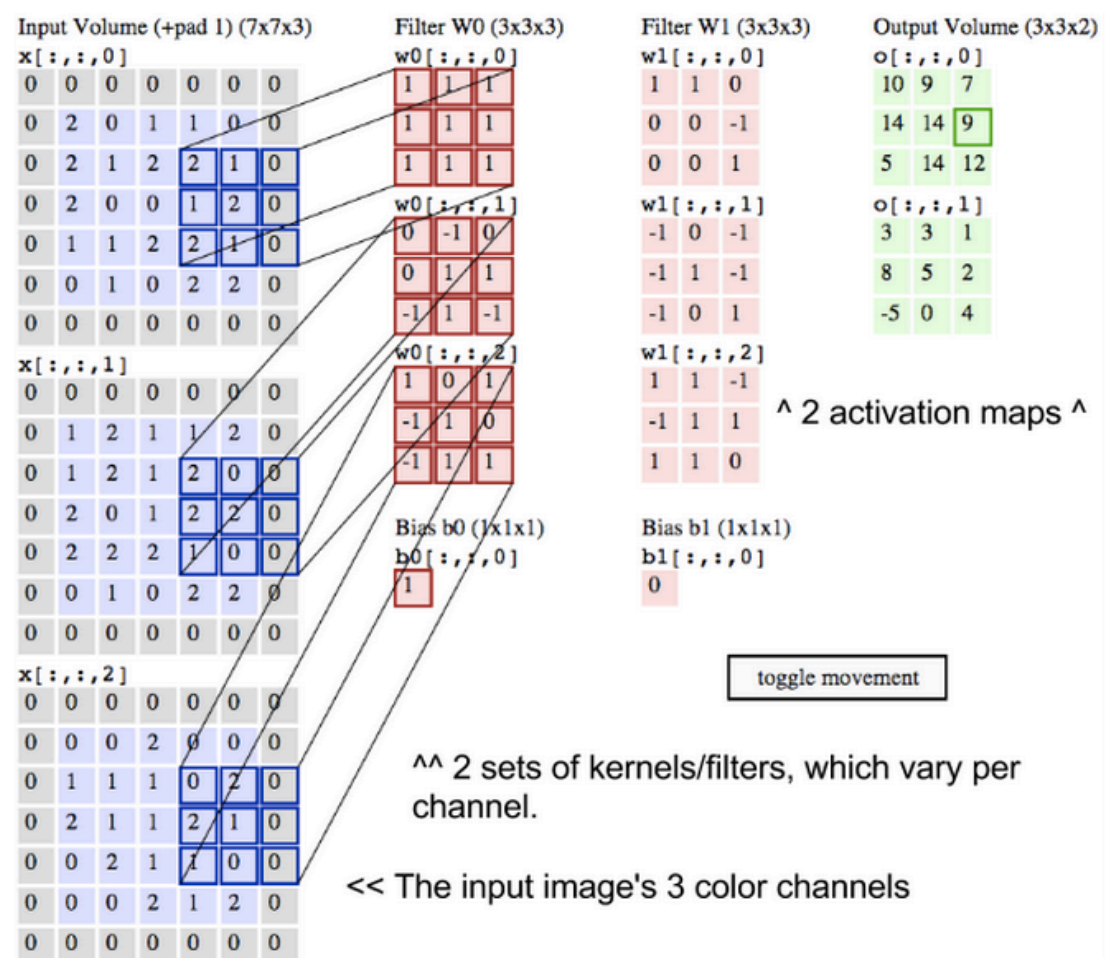 Input Volume (+pad 1) (7x7x3)
x[:,:,0]
0 0 0 0 0 0 0
0 2 0 1 1 0 0
0 2 1 2 2 1 0
0 2 0 0 1 2 0
0 1 1 2 2 1 0
0 0 1 0 2 2 0
0 0 0 0 0 0 0
x[:,:,1]
0 0 0 0 0 0 0
0 1 2 1 1 2 0
0 1 2 1 2 0 0
0 2 0 1 2 2 0
0 2 2 2 1 0 0
0 0 1 0 2 2 0
0 0 0 0 0 0 0
x[:,:,2]
0 0 0 0 0 0 0
0 0 0 2 0 0 0
0 1 1 1 0 2 0
0 2 1 1 2 1 0
0 0 2 1 1 0 0
0 0 0 2 1 2 0
0 0 0 0 0 0 0
Filter W0 (3x3x3)
w0[:,:,0]
1 1 1
1 1 1
1 1 1
w0[:,:,1]
0 -1 0
0 1 1
-1 1 -1
w0[:,:,2]
1 0 1
-1 1 0
-1 1 1
Bias b0 (1x1x1)
b0[:,:,0]
1
Filter W1 (3x3x3)
w1[:,:,0]
1 1 0
0 0 -1
0 0 1
w1[:,:,1]
-1 0 -1
-1 1 -1
-1 0 1
w1[:,:,2]
1 1 -1
-1 1 1
1 1 0
Bias b1 (1x1x1)
b1[:,:,0]
0
Output Volume (3x3x2)
o[:,:,0]
10 9 7
14 14 9
5 14 12
o[:,:,1]
3 3 1
8 5 2
-5 0 4
^ 2 activation maps ^
toggle movement
^^ 2 sets of kernels/filters, which vary per
channel.
<< The input image's 3 color channels